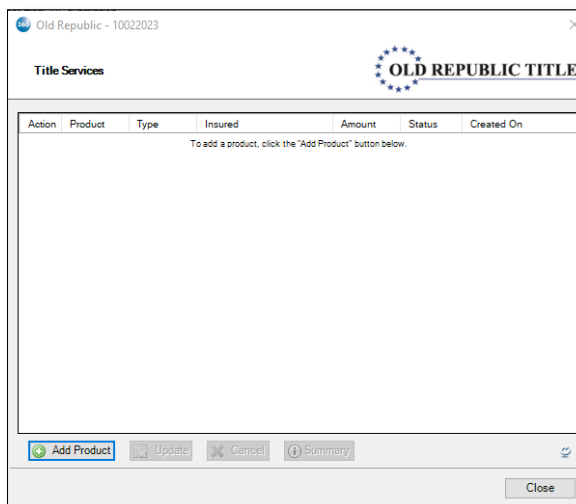 360 Old Republic - 10022023
Title Services
OLD REPUBLIC TITLE
Action Product Type Insured Amount Status Created On
To add a product, click the "Add Product" button below.
Add Product Update Cancel Summary
Close